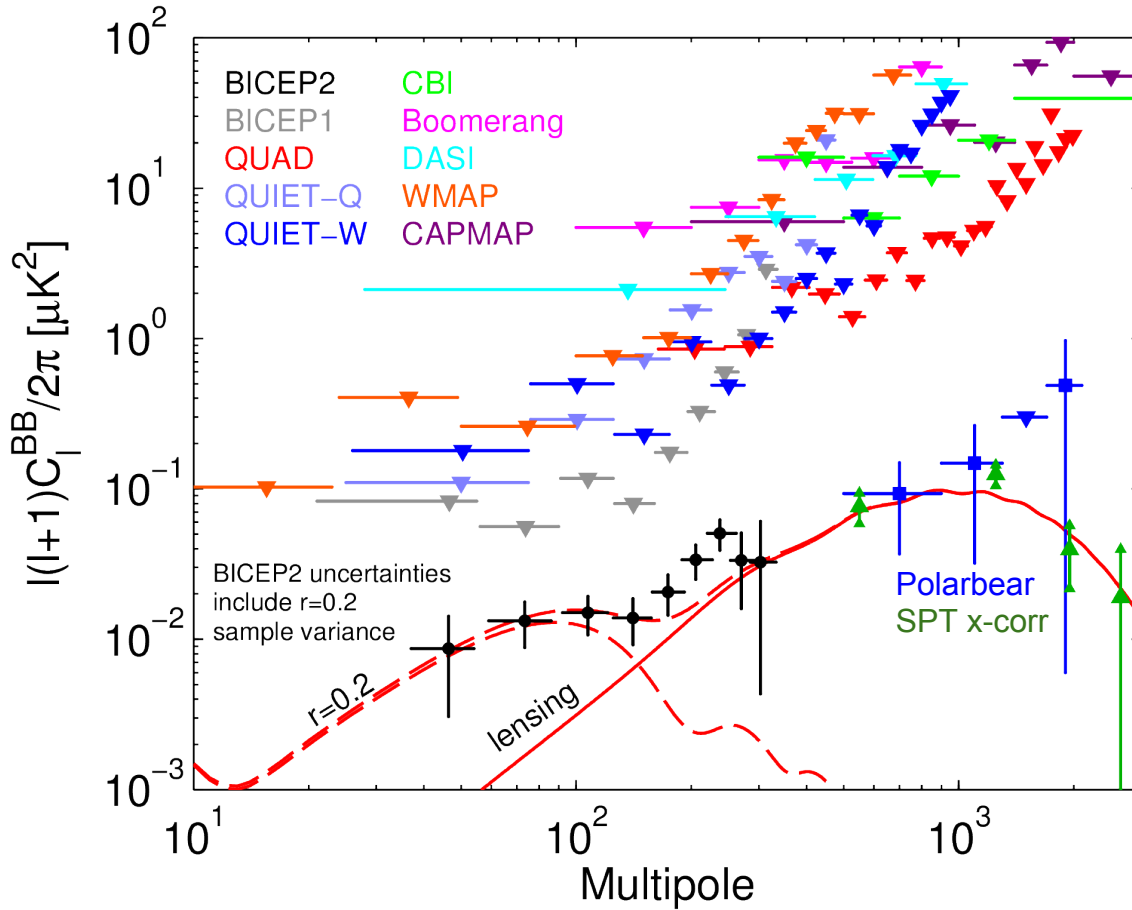 10^2
10^1
10^0
10^-1
10^-2
10^-3
l(l+1)C_l^BB/2π [μK^2]
BICEP2
BICEP1
QUAD
QUIET-Q
QUIET-W
CBI
Boomerang
DASI
WMAP
CAPMAP
BICEP2 uncertainties
include r=0.2
sample variance
r=0.2
lensing
Polarbear
SPT x-corr
10^1
10^2
10^3
Multipole